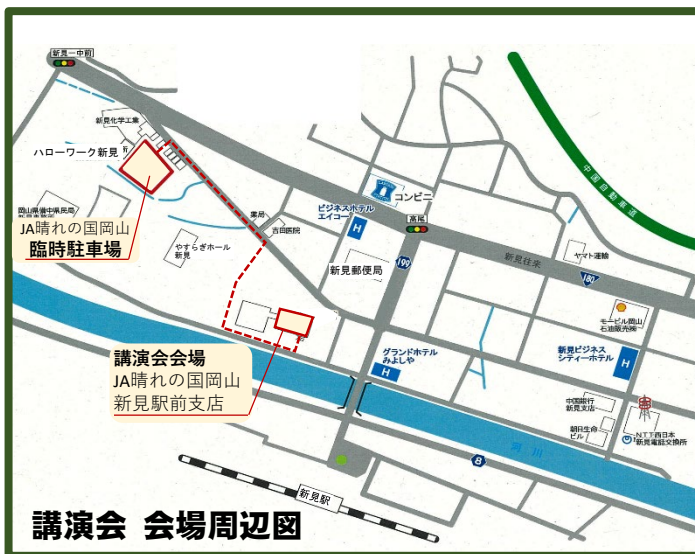 新見一中前
新見化学工業
ハローワーク新見
岡山県備中県民局
JA晴れの国岡山
臨時駐車場
やすらぎホール
新見
薬局
吉田医院
コンビニ
ビジネスホテル
エイコー
H
高尾
新見郵便局
199
中国自動車道
新見往来
ヤマト運輸
180
モービル岡山
石油販売㈱
講演会会場
JA晴れの国岡山
新見駅前支店
グランドホテル
みよしや
H
新見ビジネス
シティーホテル
H
中国銀行
新見支店
朝日生命
ビル
NTT西日本
新見電話交換所
8
新見駅
講演会 会場周辺図